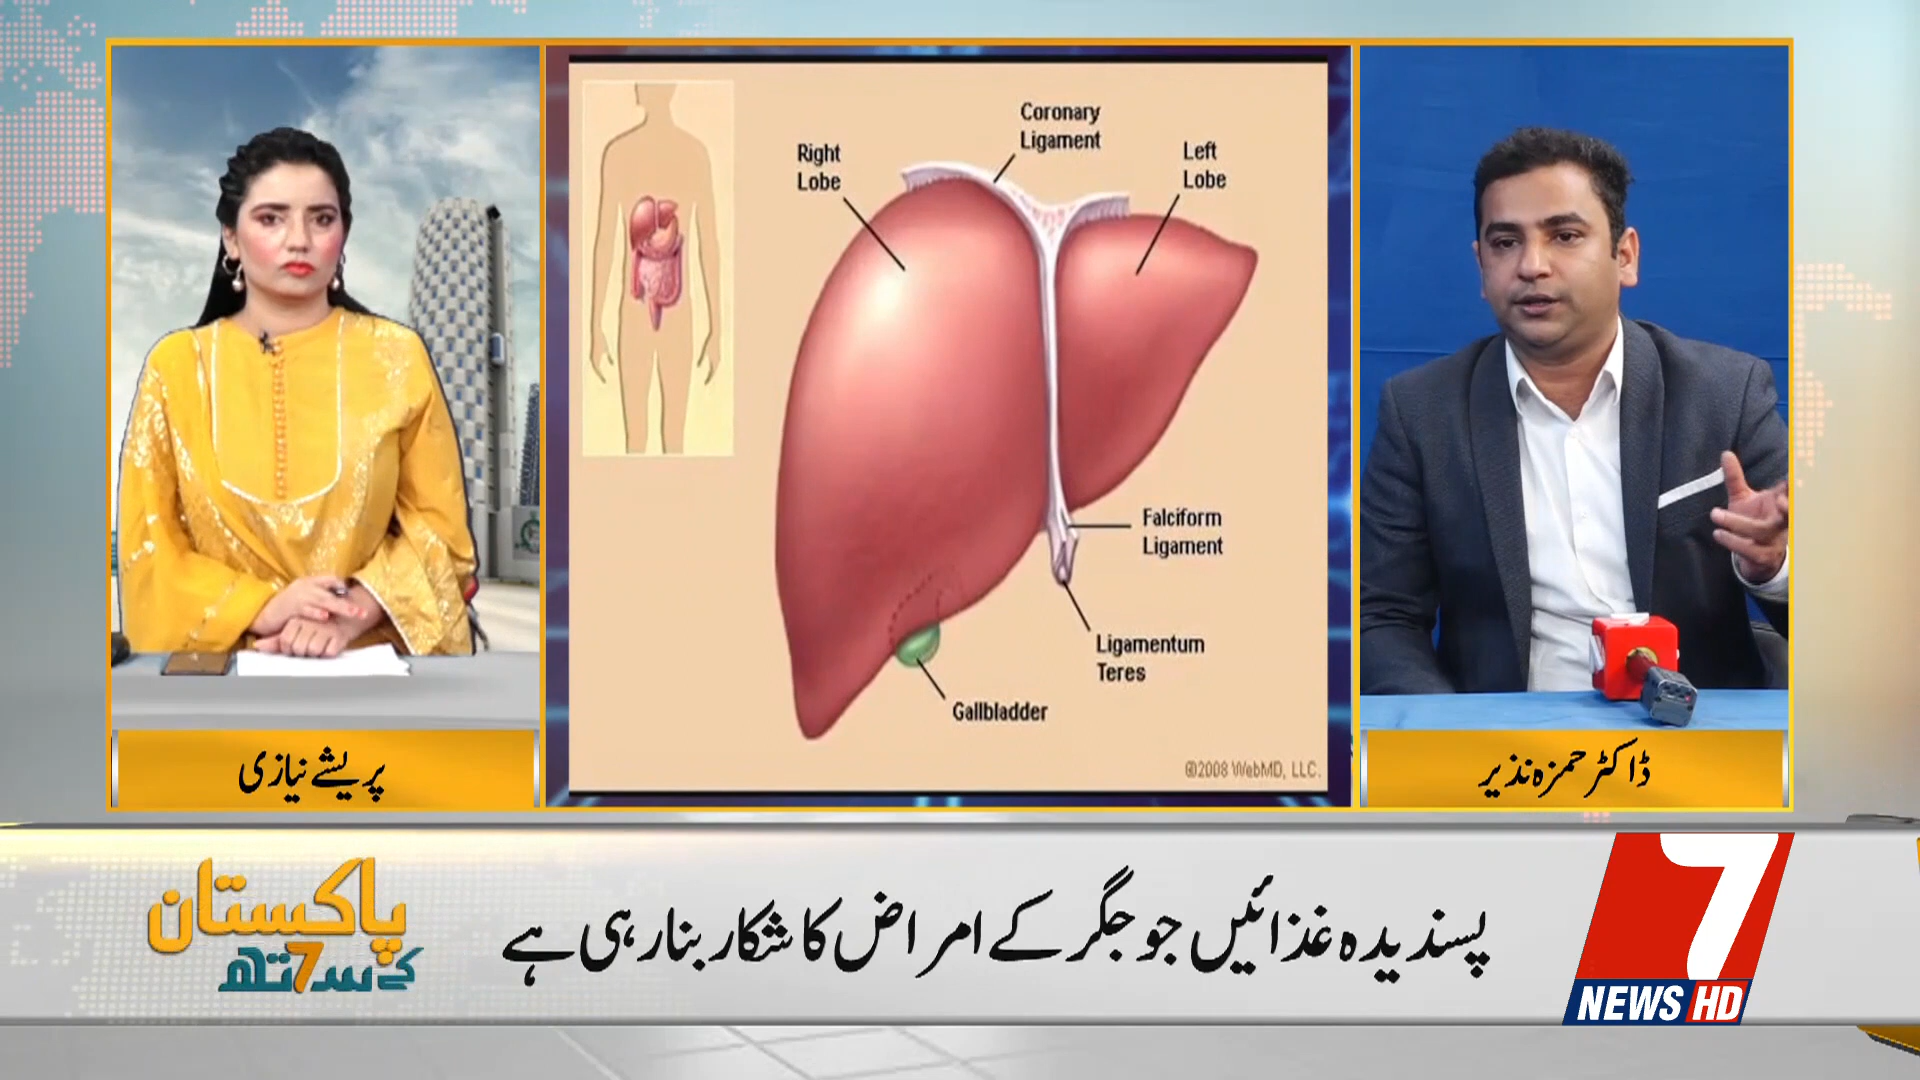 Coronary
Ligament
Right
Lobe
Left
Lobe
Falciform
Ligament
Ligamentum
Teres
Gallbladder
©2008 WebMD, LLC.
پریشے نیازی
ڈاکٹر حمزہ نذیر
پسندیدہ غذائیں جو جگر کے امراض کا شکار بنا رہی ہے
پاکستان
کے س7تھ
7
NEWS HD